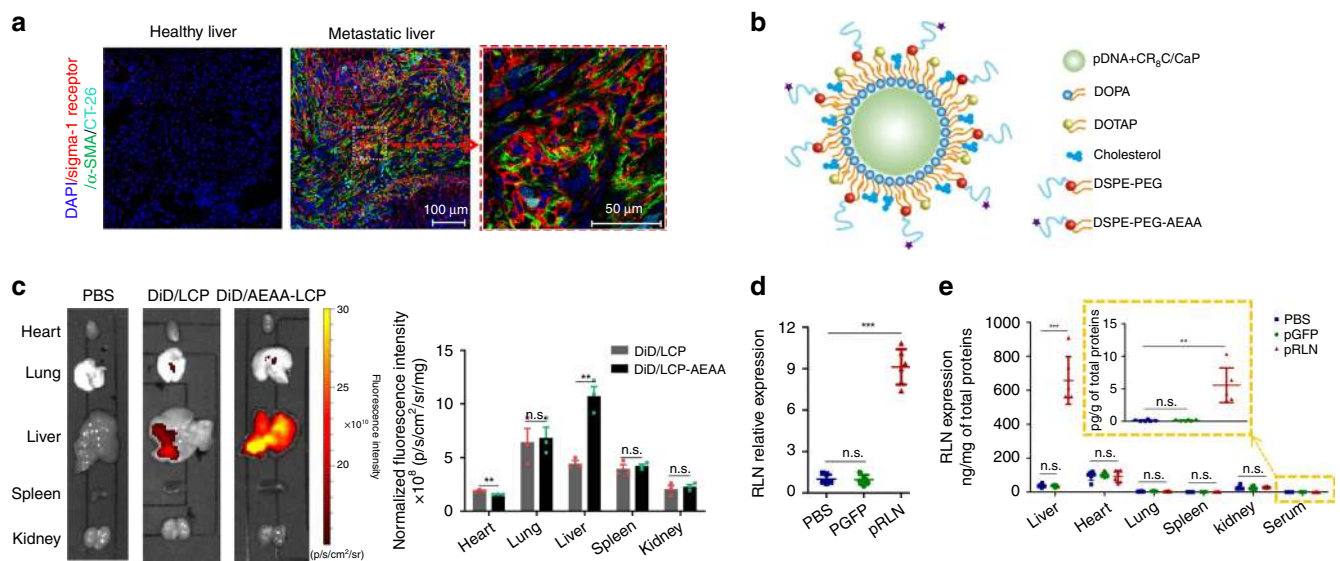 a
Healthy liver
Metastatic liver
DAPI/sigma-1 receptor
/α-SMA/CT-26
100 μm
50 μm
b
pDNA+CR₈C/CaP
DOPA
DOTAP
Cholesterol
DSPE-PEG
DSPE-PEG-AEAA
c
PBS
DiD/LCP
DiD/AEAA-LCP
Heart
Lung
Liver
Spleen
Kidney
30
25
20
15
×10¹⁰
Fluorescence intensity
(p/s/cm²/sr)
Normalized fluorescence intensity
×10⁸ (p/s/cm²/sr/mg)
15
10
5
0
DiD/LCP
DiD/LCP-AEAA
**
n.s.
**
n.s.
n.s.
Heart
Lung
Liver
Spleen
Kidney
d
RLN relative expression
12
9
6
3
0
***
n.s.
PBS
PGFP
pRLN
e
RLN expression
ng/mg of total proteins
1000
800
600
400
200
0
***
n.s.
n.s.
n.s.
n.s.
n.s.
Liver
Heart
Lung
Spleen
kidney
Serum
pg/g of total proteins
15
10
5
0
**
n.s.
PBS
pGFP
pRLN